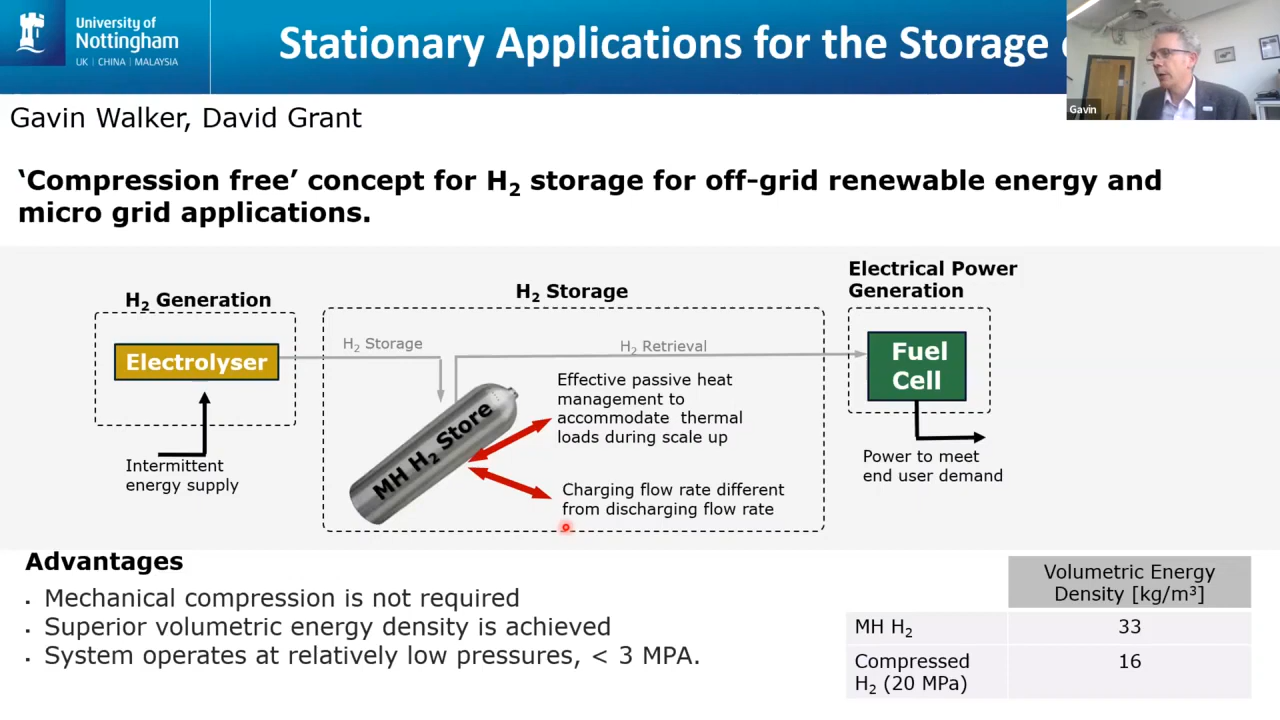 University of
Nottingham
UK | CHINA | MALAYSIA
Stationary Applications for the Storage
Gavin
Gavin Walker, David Grant
‘Compression free’ concept for H₂ storage for off-grid renewable energy and
micro grid applications.
H₂ Generation
Electrolyser
Intermittent
energy supply
H₂ Storage
H₂ Storage
H₂ Retrieval
MH H₂ Store
Effective passive heat
management to
accommodate thermal
loads during scale up
Charging flow rate different
from discharging flow rate
Electrical Power
Generation
Fuel
Cell
Power to meet
end user demand
Advantages
▪ Mechanical compression is not required
▪ Superior volumetric energy density is achieved
▪ System operates at relatively low pressures, < 3 MPA.
Volumetric Energy
Density [kg/m³]
MH H₂ 33
Compressed 16
H₂ (20 MPa)